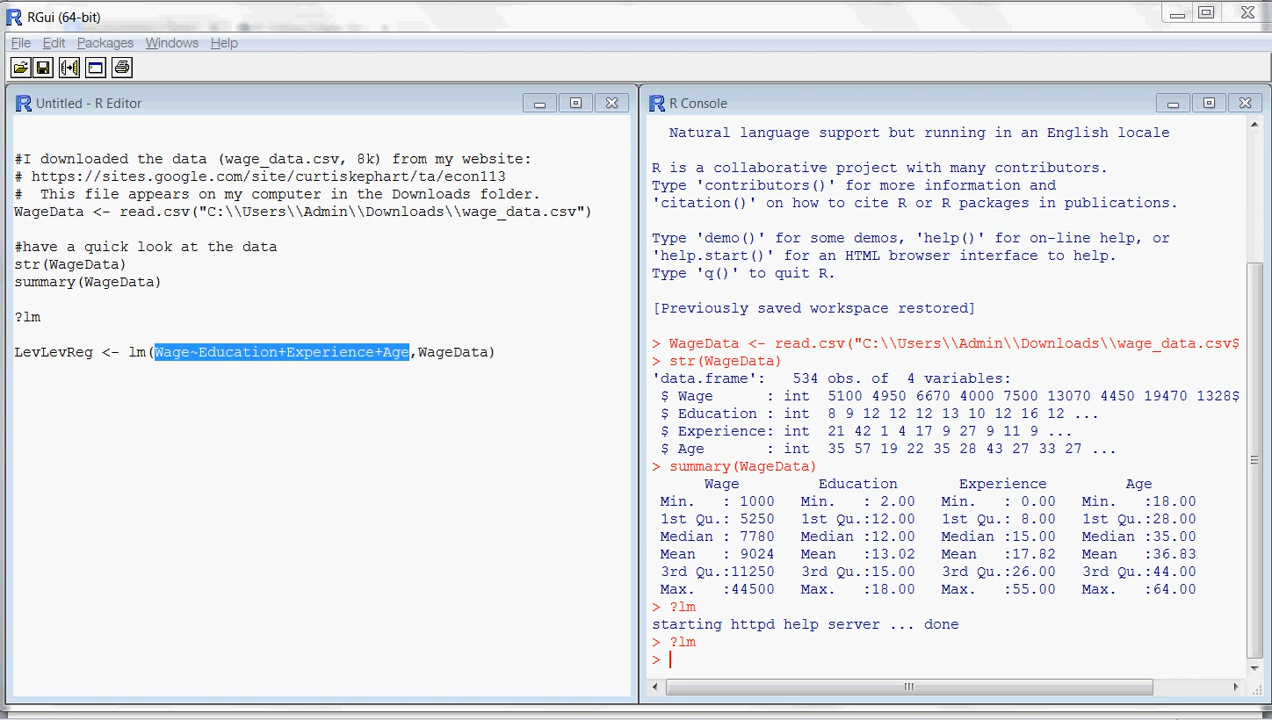 RGui (64-bit)
File Edit Packages Windows Help
Untitled - R Editor
#I downloaded the data (wage_data.csv, 8k) from my website:
# https://sites.google.com/site/curtiskephart/ta/econ113
#  This file appears on my computer in the Downloads folder.
WageData <- read.csv("C:\\Users\\Admin\\Downloads\\wage_data.csv")
#have a quick look at the data
str(WageData)
summary(WageData)
?lm
LevLevReg <- lm(Wage~Education+Experience+Age,WageData)
R Console
Natural language support but running in an English locale
R is a collaborative project with many contributors.
Type 'contributors()' for more information and
'citation()' on how to cite R or R packages in publications.
Type 'demo()' for some demos, 'help()' for on-line help, or
'help.start()' for an HTML browser interface to help.
Type 'q()' to quit R.
[Previously saved workspace restored]
> WageData <- read.csv("C:\\Users\\Admin\\Downloads\\wage_data.csv$
> str(WageData)
'data.frame':   534 obs. of  4 variables:
 $ Wage      : int  5100 4950 6670 4000 7500 13070 4450 19470 1328$
 $ Education : int  8 9 12 12 12 13 10 12 16 12 ...
 $ Experience: int  21 42 1 4 17 9 27 9 11 9 ...
 $ Age       : int  35 57 19 22 35 28 43 27 33 27 ...
> summary(WageData)
      Wage         Education       Experience         Age
 Min.   : 1000   Min.   : 2.00   Min.   : 0.00   Min.   :18.00
 1st Qu.: 5250   1st Qu.:12.00   1st Qu.: 8.00   1st Qu.:28.00
 Median : 7780   Median :12.00   Median :15.00   Median :35.00
 Mean   : 9024   Mean   :13.02   Mean   :17.82   Mean   :36.83
 3rd Qu.:11250   3rd Qu.:15.00   3rd Qu.:26.00   3rd Qu.:44.00
 Max.   :44500   Max.   :18.00   Max.   :55.00   Max.   :64.00
> ?lm
starting httpd help server ... done
> ?lm
>